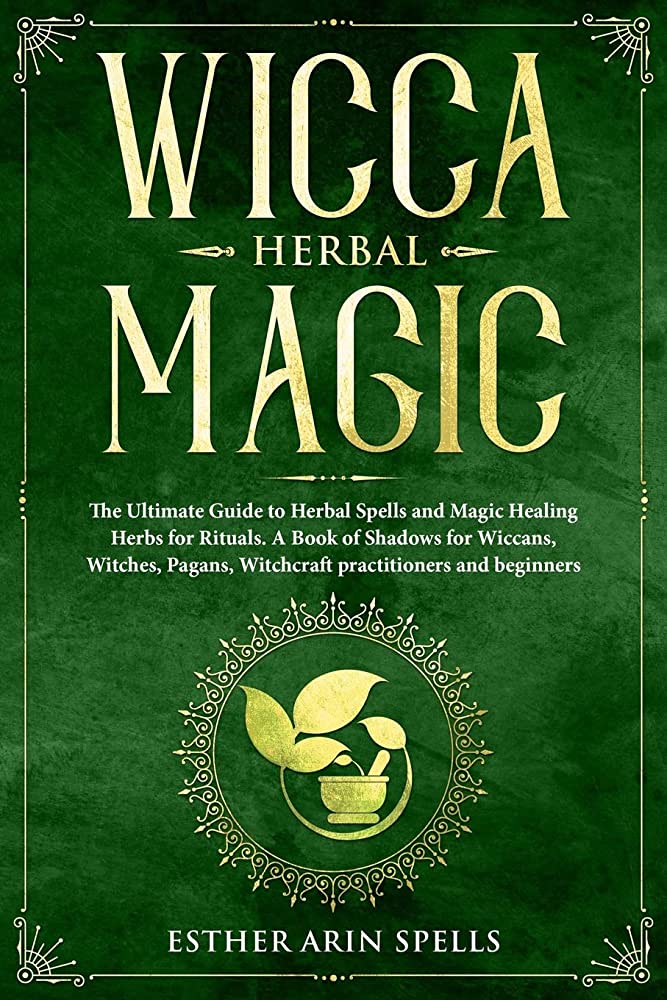 WICCA
HERBAL
MAGIC
The Ultimate Guide to Herbal Spells and Magic Healing
Herbs for Rituals. A Book of Shadows for Wiccans,
Witches, Pagans, Witchcraft practitioners and beginners
ESTHER ARIN SPELLS